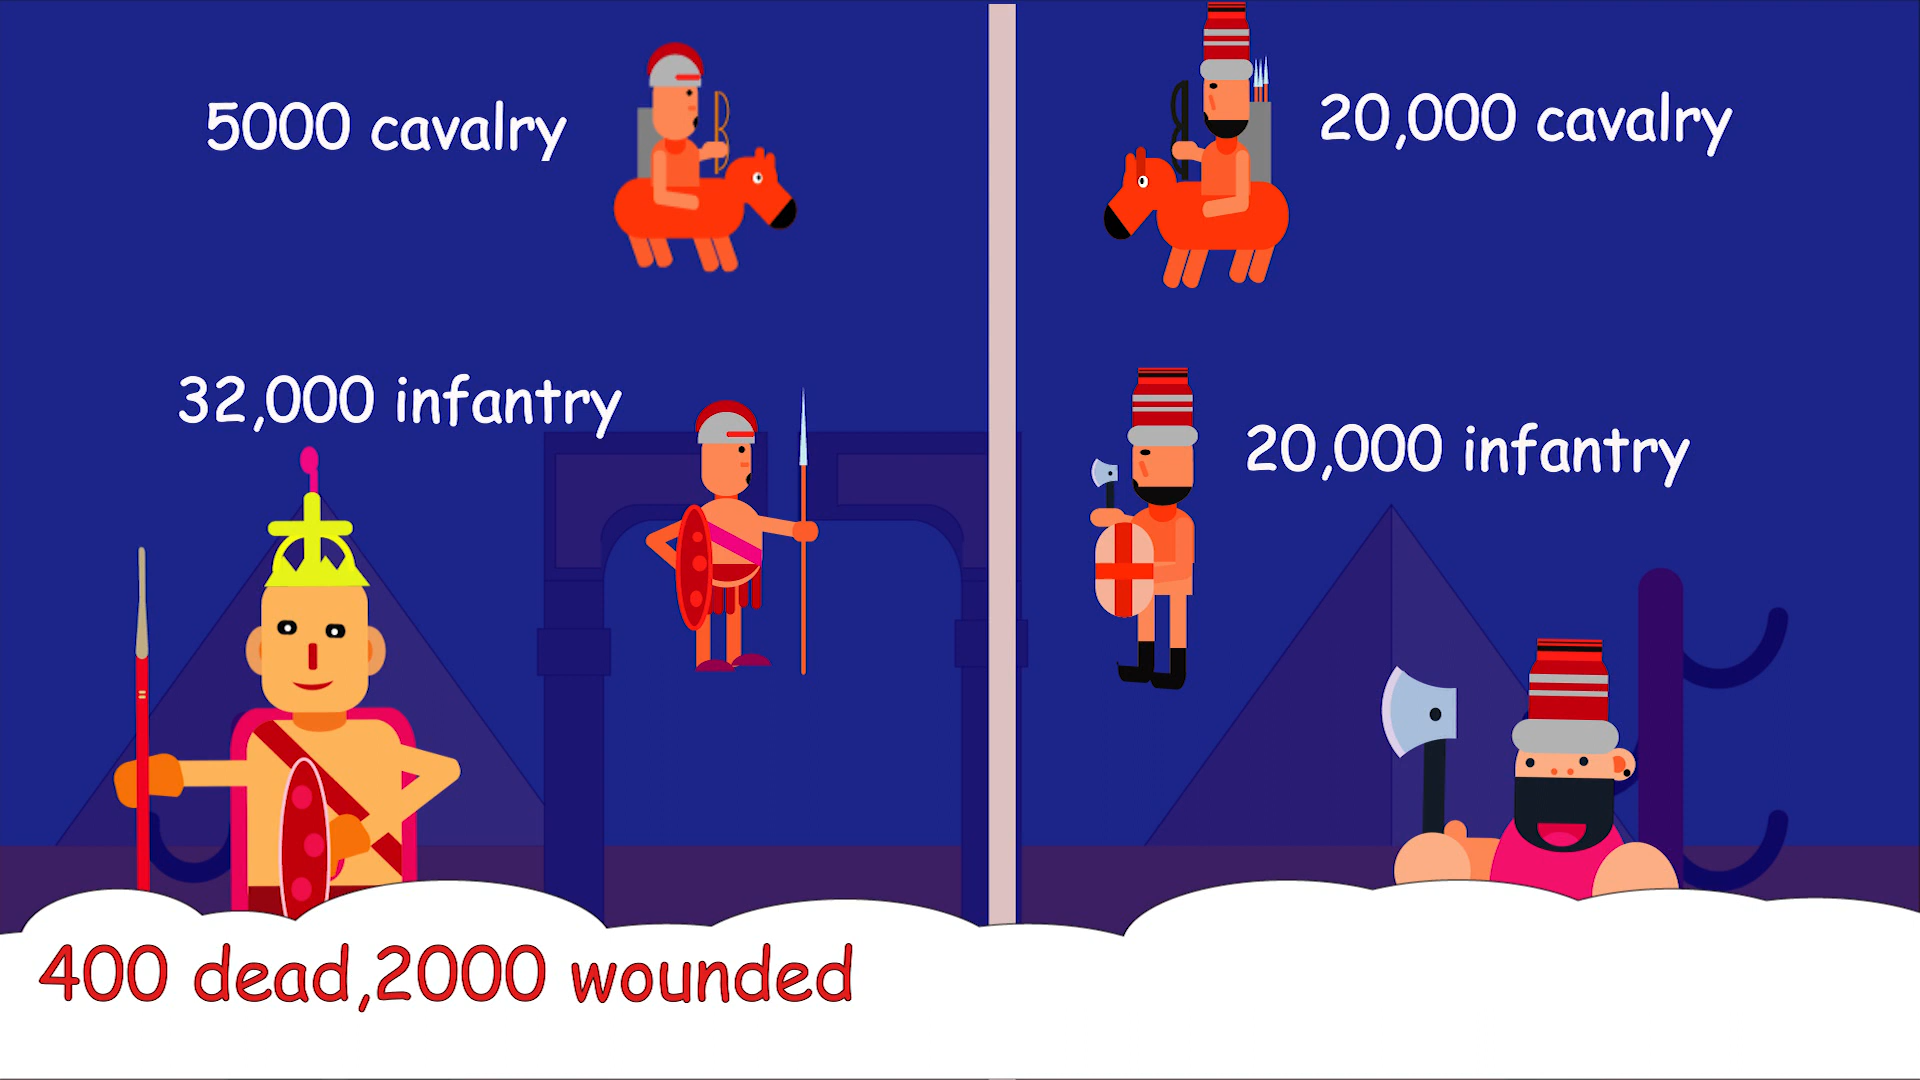 5000 cavalry
20,000 cavalry
32,000 infantry
20,000 infantry
400 dead,2000 wounded